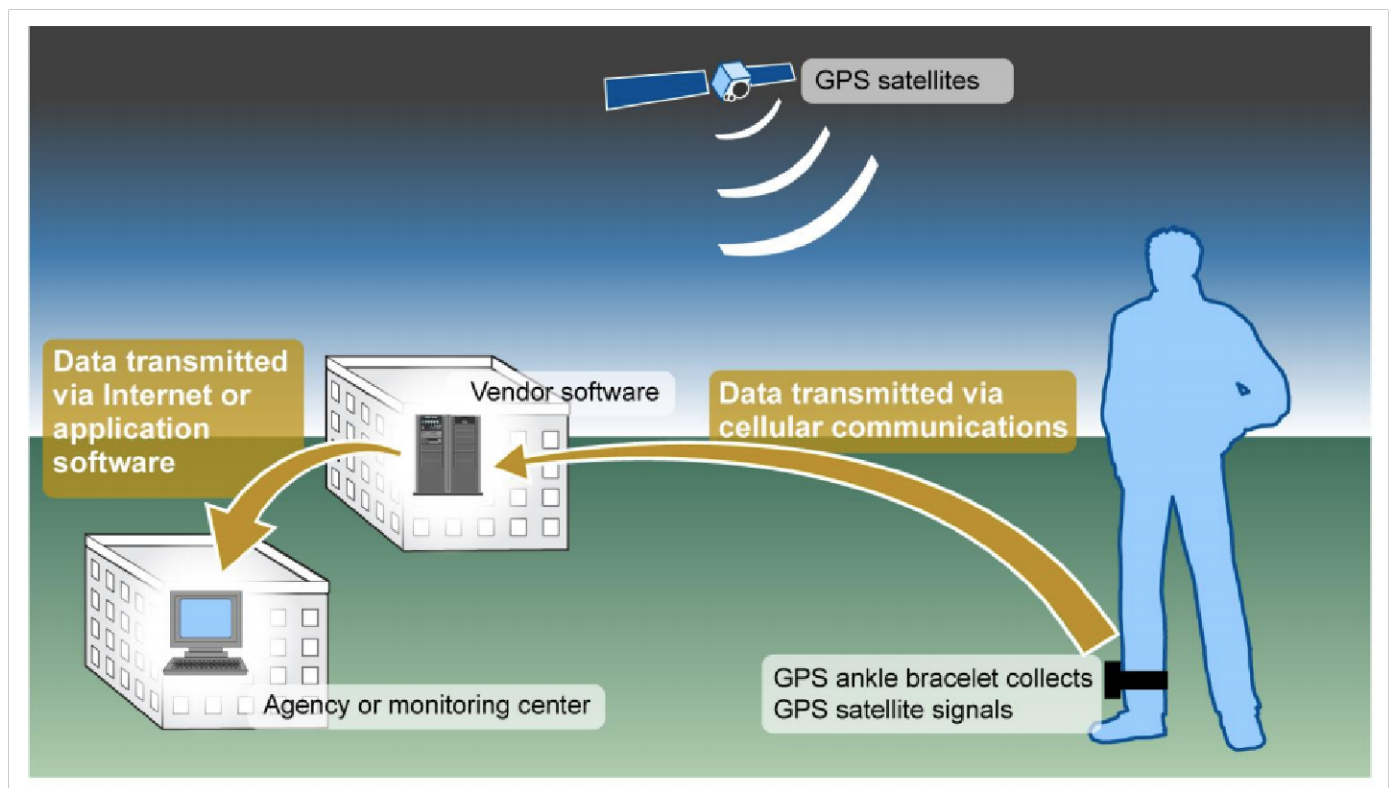 GPS satellites
Data transmitted
via Internet or
application
software
Vendor software
Data transmitted via
cellular communications
GPS ankle bracelet collects
GPS satellite signals
Agency or monitoring center